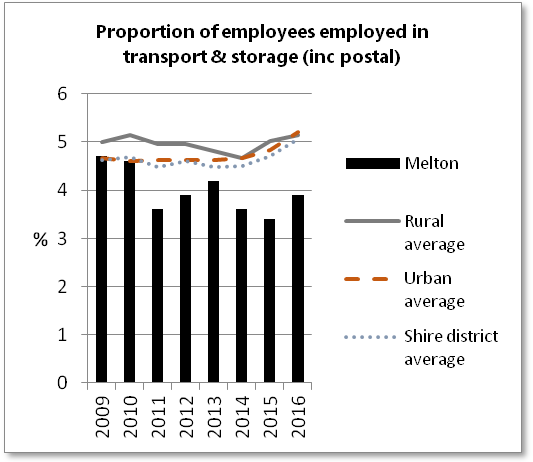 Proportion of employees employed in
transport & storage (inc postal)
6
5
4
3
2
1
0
%
2009
2010
2011
2012
2013
2014
2015
2016
Melton
Rural
average
Urban
average
Shire district
average